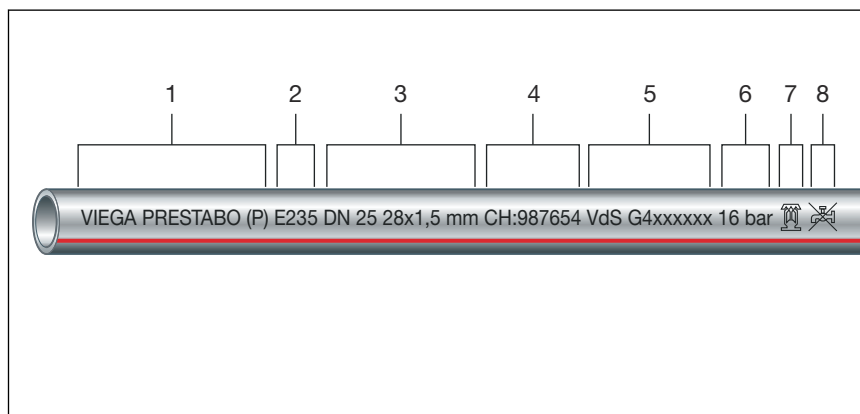 1 2 3 4 5 6 7 8
VIEGA PRESTABO (P) E235 DN 25 28x1,5 mm CH:987654 VdS G4xxxxxx 16 bar